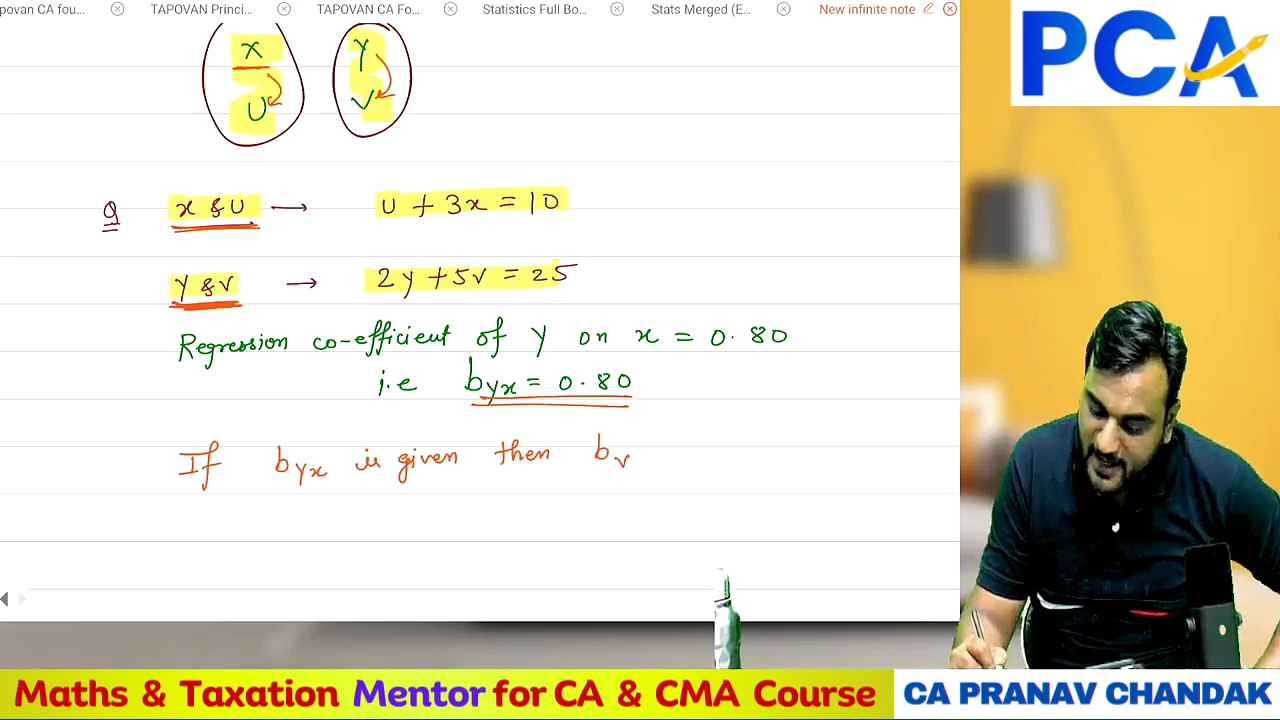 povan CA fou...
TAPOVAN Princi...
TAPOVAN CA Fo...
Statistics Full Bo...
Stats Merged (E...
New infinite note
PCA
X Y
U V
Q x & U → U + 3x = 10
Y & V → 2y + 5v = 25
Regression co-efficient of y on x = 0.80
i.e byx = 0.80
If byx is given then bv
Maths & Taxation Mentor for CA & CMA Course
CA PRANAV CHANDAK